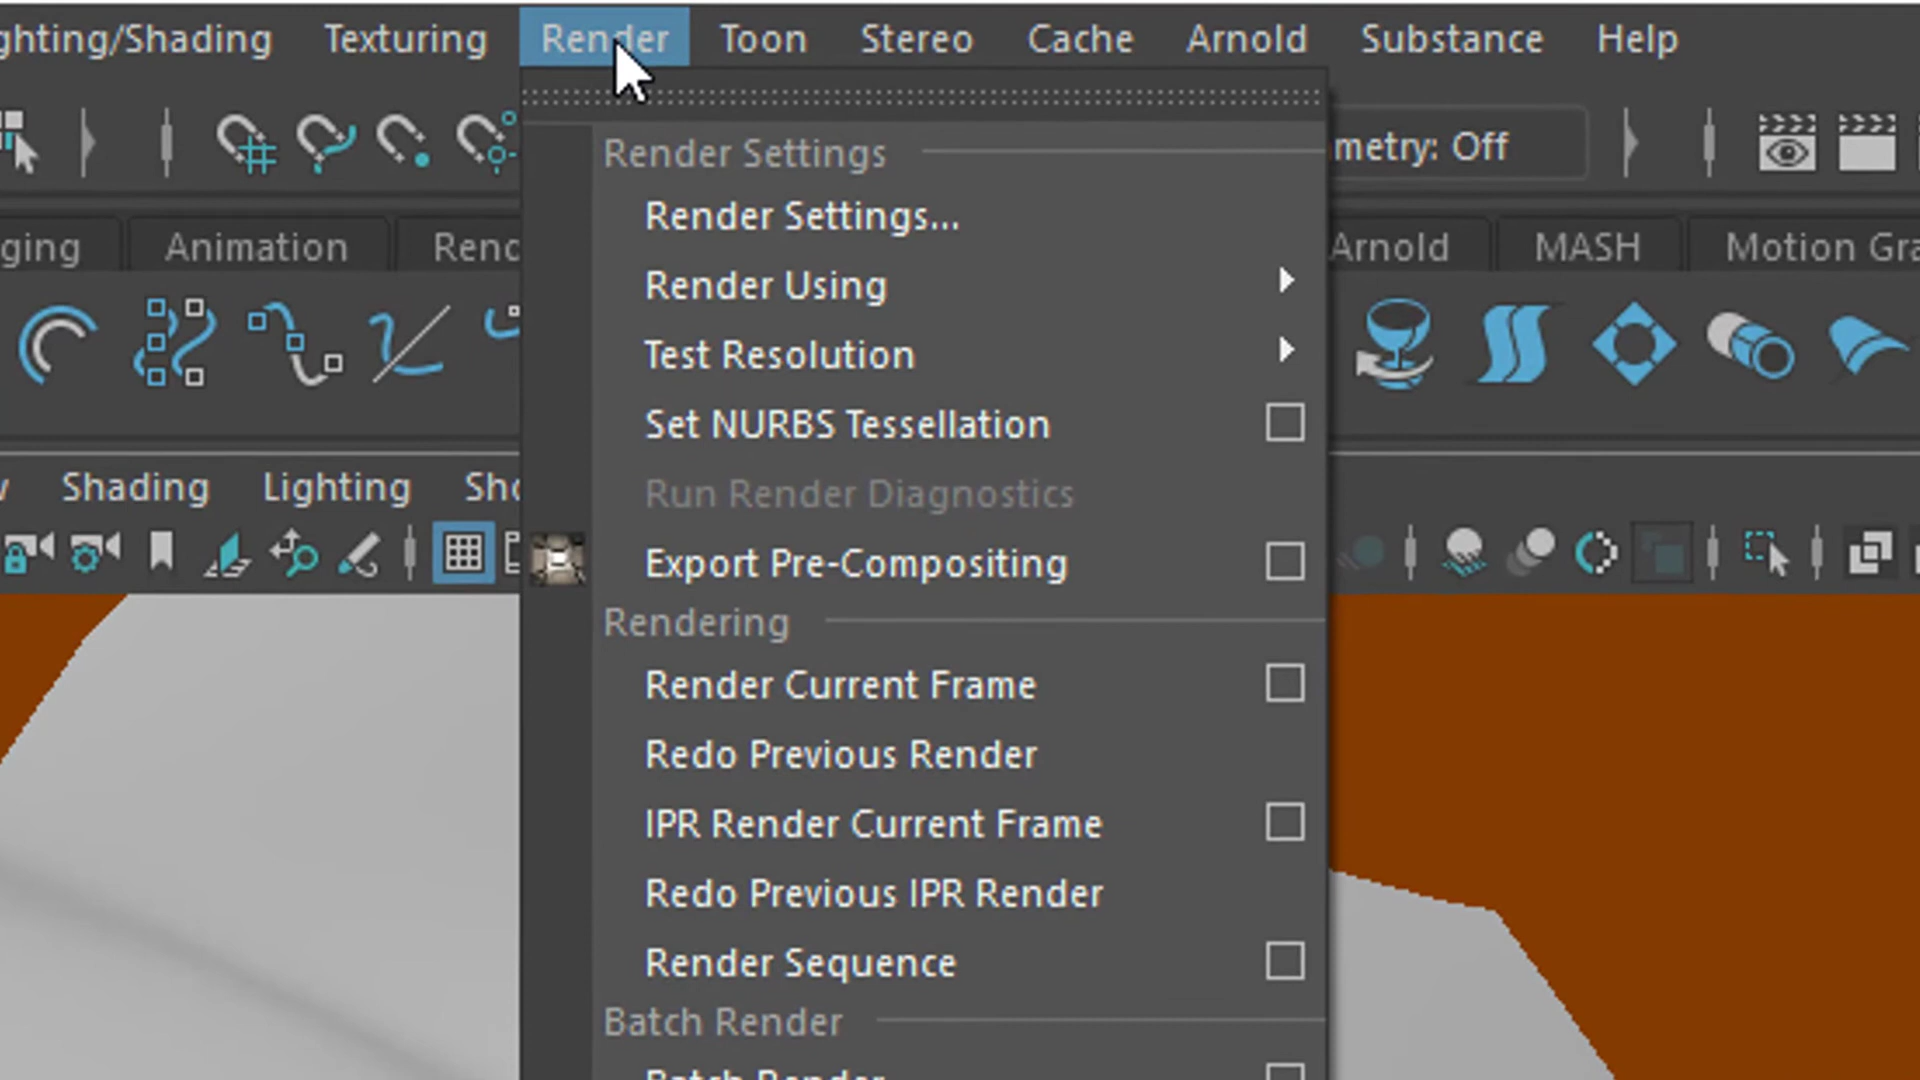 ghting/Shading Texturing Render Toon Stereo Cache Arnold Substance Help
metry: Off
ging Animation Rend Arnold MASH Motion Gra
Render Settings
Render Settings...
Render Using
Test Resolution
Set NURBS Tessellation
Shading Lighting Sho
Run Render Diagnostics
Export Pre-Compositing
Rendering
Render Current Frame
Redo Previous Render
IPR Render Current Frame
Redo Previous IPR Render
Render Sequence
Batch Render
Batch Render